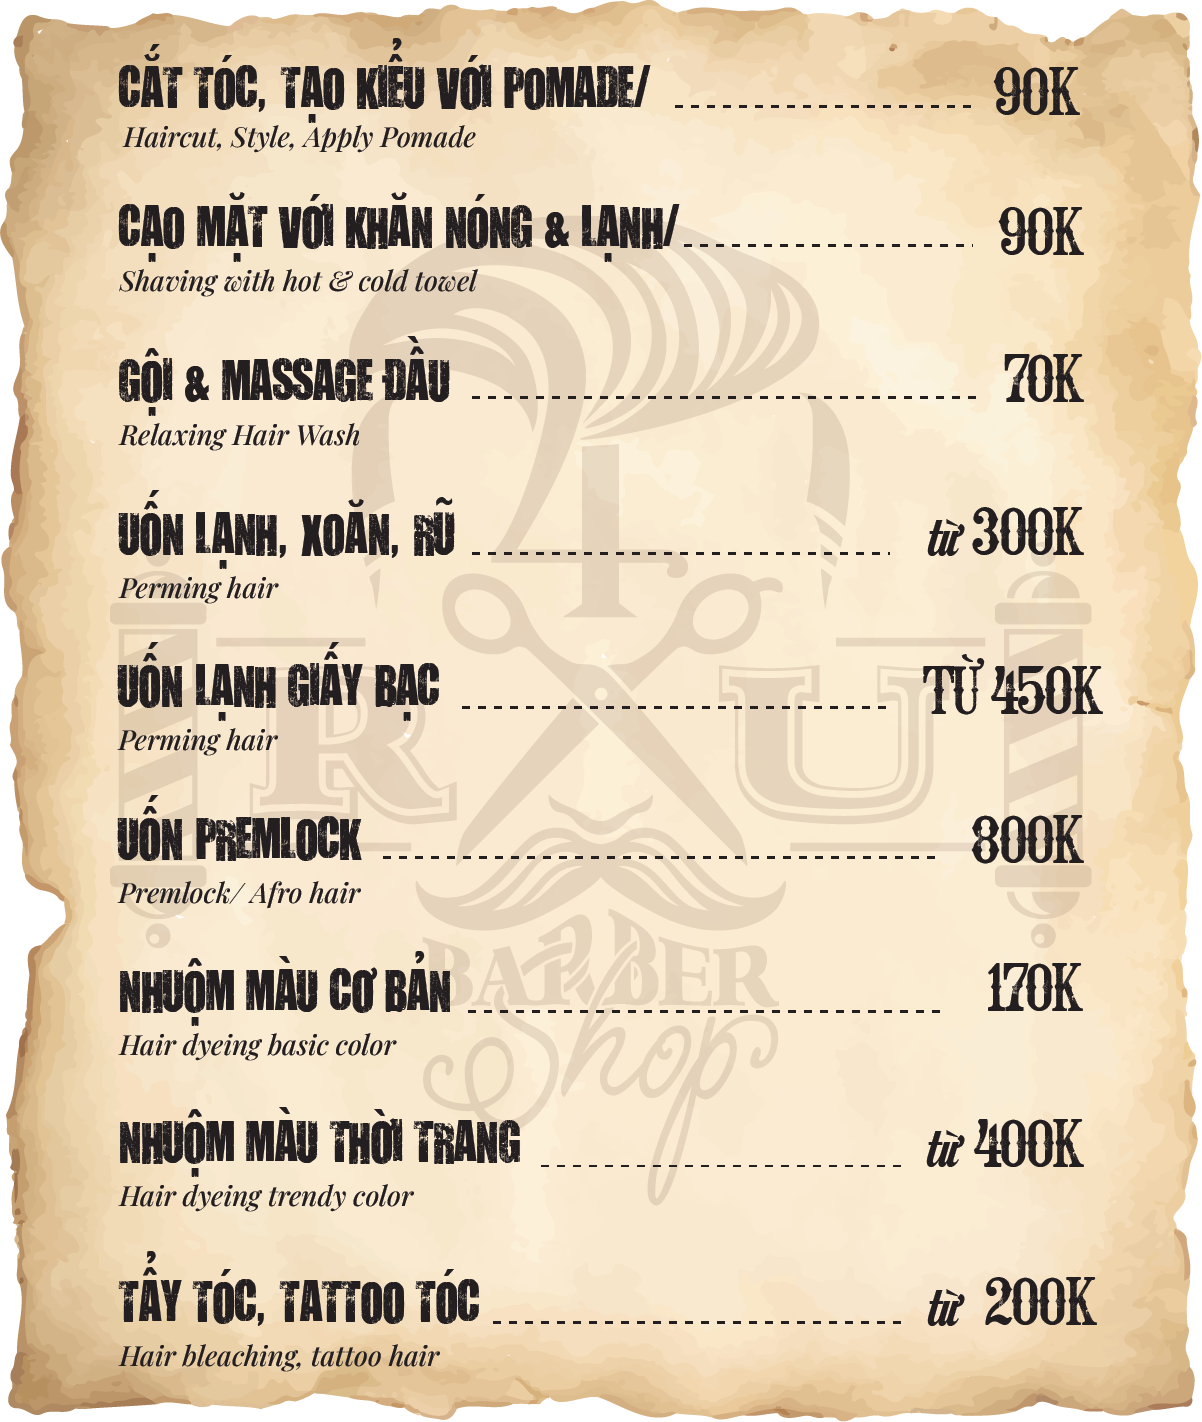 CẮT TÓC, TẠO KIỂU VỚI POMADE/ 90K
Haircut, Style, Apply Pomade
CẠO MẶT VỚI KHĂN NÓNG & LẠNH/ 90K
Shaving with hot & cold towel
GỘI & MASSAGE ĐẦU 70K
Relaxing Hair Wash
UỐN LẠNH, XOĂN, RŨ từ 300K
Perming hair
UỐN LẠNH GIẤY BẠC TỪ 450K
Perming hair
UỐN PREMLOCK 800K
Premlock/ Afro hair
NHUỘM MÀU CƠ BẢN 170K
Hair dyeing basic color
NHUỘM MÀU THỜI TRANG từ 400K
Hair dyeing trendy color
TẨY TÓC, TATTOO TÓC từ 200K
Hair bleaching, tattoo hair
4
R U
BARBER
Shop